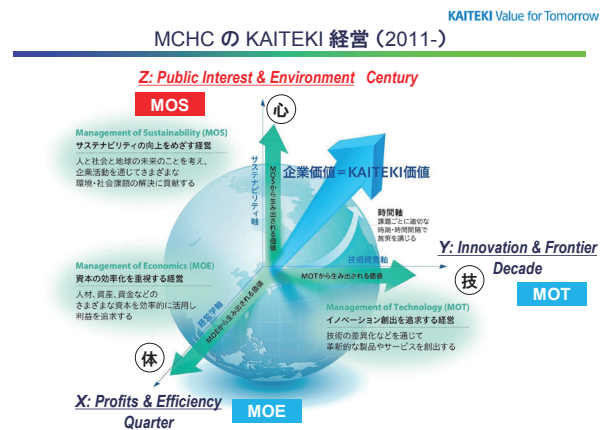 KAITEKI Value for Tomorrow
MCHC の KAITEKI 経営（2011-）
Z: Public Interest & Environment Century
MOS
心
Management of Sustainability (MOS)
サステナビリティの向上をめざす経営
人と社会と地球の未来のことを考え、
企業活動を通じてさまざまな
環境・社会課題の解決に貢献する
サステナビリティ軸
MOSから生み出される価値
企業価値＝KAITEKI価値
時間軸
課題ごとに適切な
時期・時間間隔で
施策を講じる
Y: Innovation & Frontier
Decade
技術経営軸
MOTから生み出される価値
技
MOT
Management of Economics (MOE)
資本の効率化を重視する経営
人材、資産、資金などの
さまざまな資本を効率的に活用し
利益を追求する
経営学軸
MOEから生み出される価値
Management of Technology (MOT)
イノベーション創出を追求する経営
技術の差異化などを通じて
革新的な製品やサービスを創出する
体
X: Profits & Efficiency
Quarter
MOE